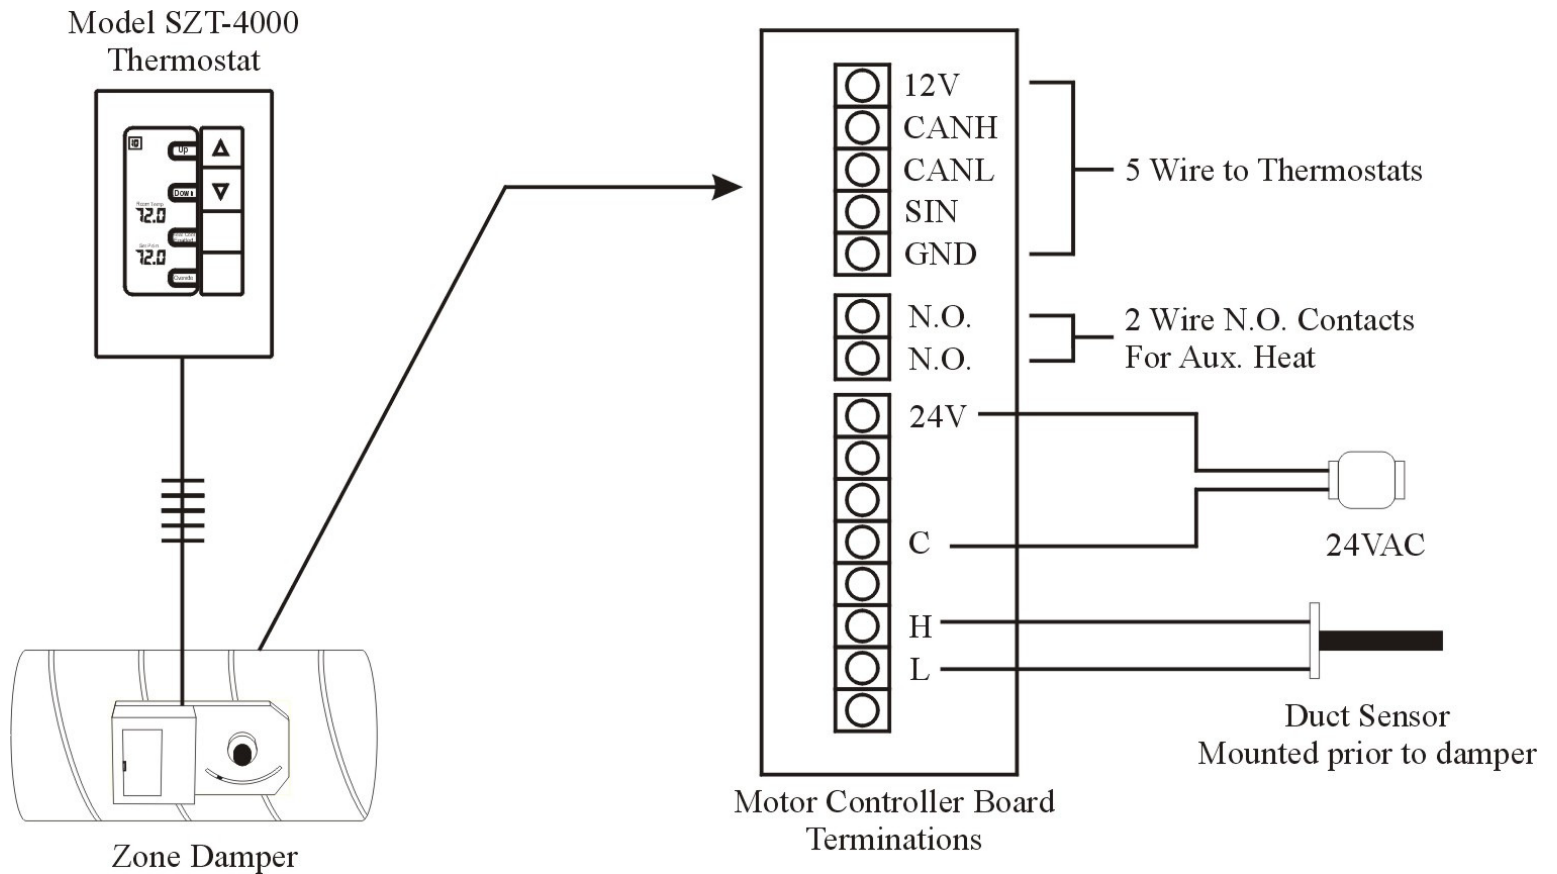 Model SZT-4000
Thermostat
Up
Down
72.0
72.0
Override
Zone Damper
12V
CANH
CANL
SIN
GND
N.O.
N.O.
24V
C
H
L
5 Wire to Thermostats
2 Wire N.O. Contacts
For Aux. Heat
24VAC
Duct Sensor
Mounted prior to damper
Motor Controller Board
Terminations